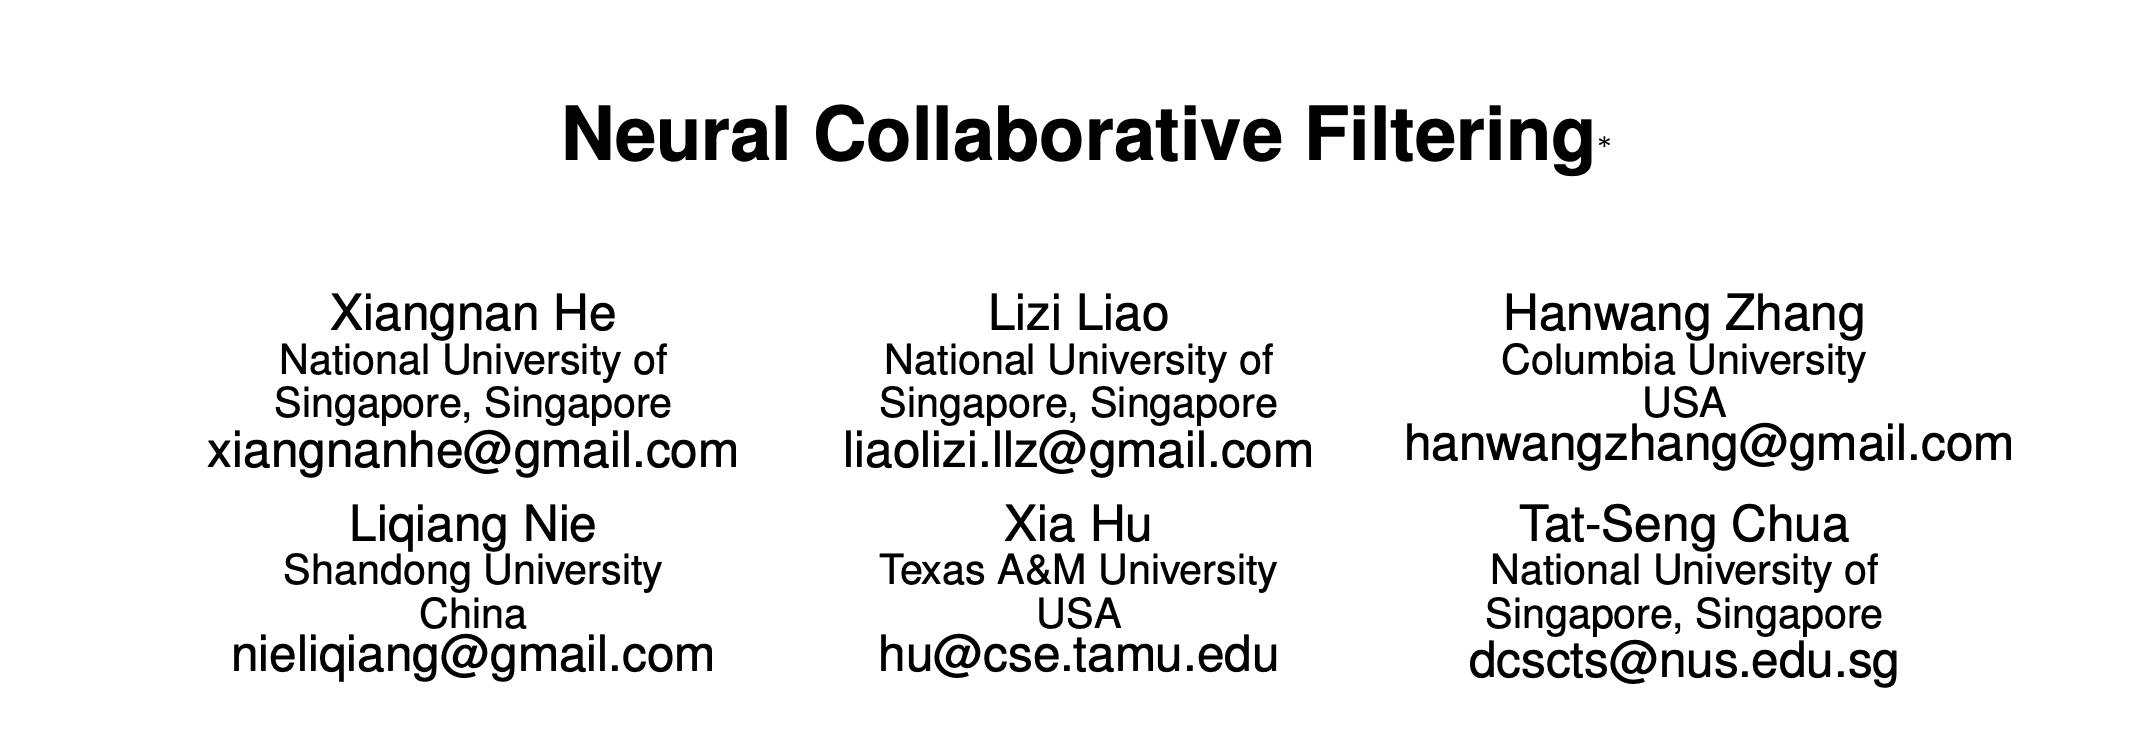 Neural Collaborative Filtering*
Xiangnan He
National University of
Singapore, Singapore
xiangnanhe@gmail.com
Lizi Liao
National University of
Singapore, Singapore
liaolizi.llz@gmail.com
Hanwang Zhang
Columbia University
USA
hanwangzhang@gmail.com
Liqiang Nie
Shandong University
China
nieliqiang@gmail.com
Xia Hu
Texas A&M University
USA
hu@cse.tamu.edu
Tat-Seng Chua
National University of
Singapore, Singapore
dcscts@nus.edu.sg